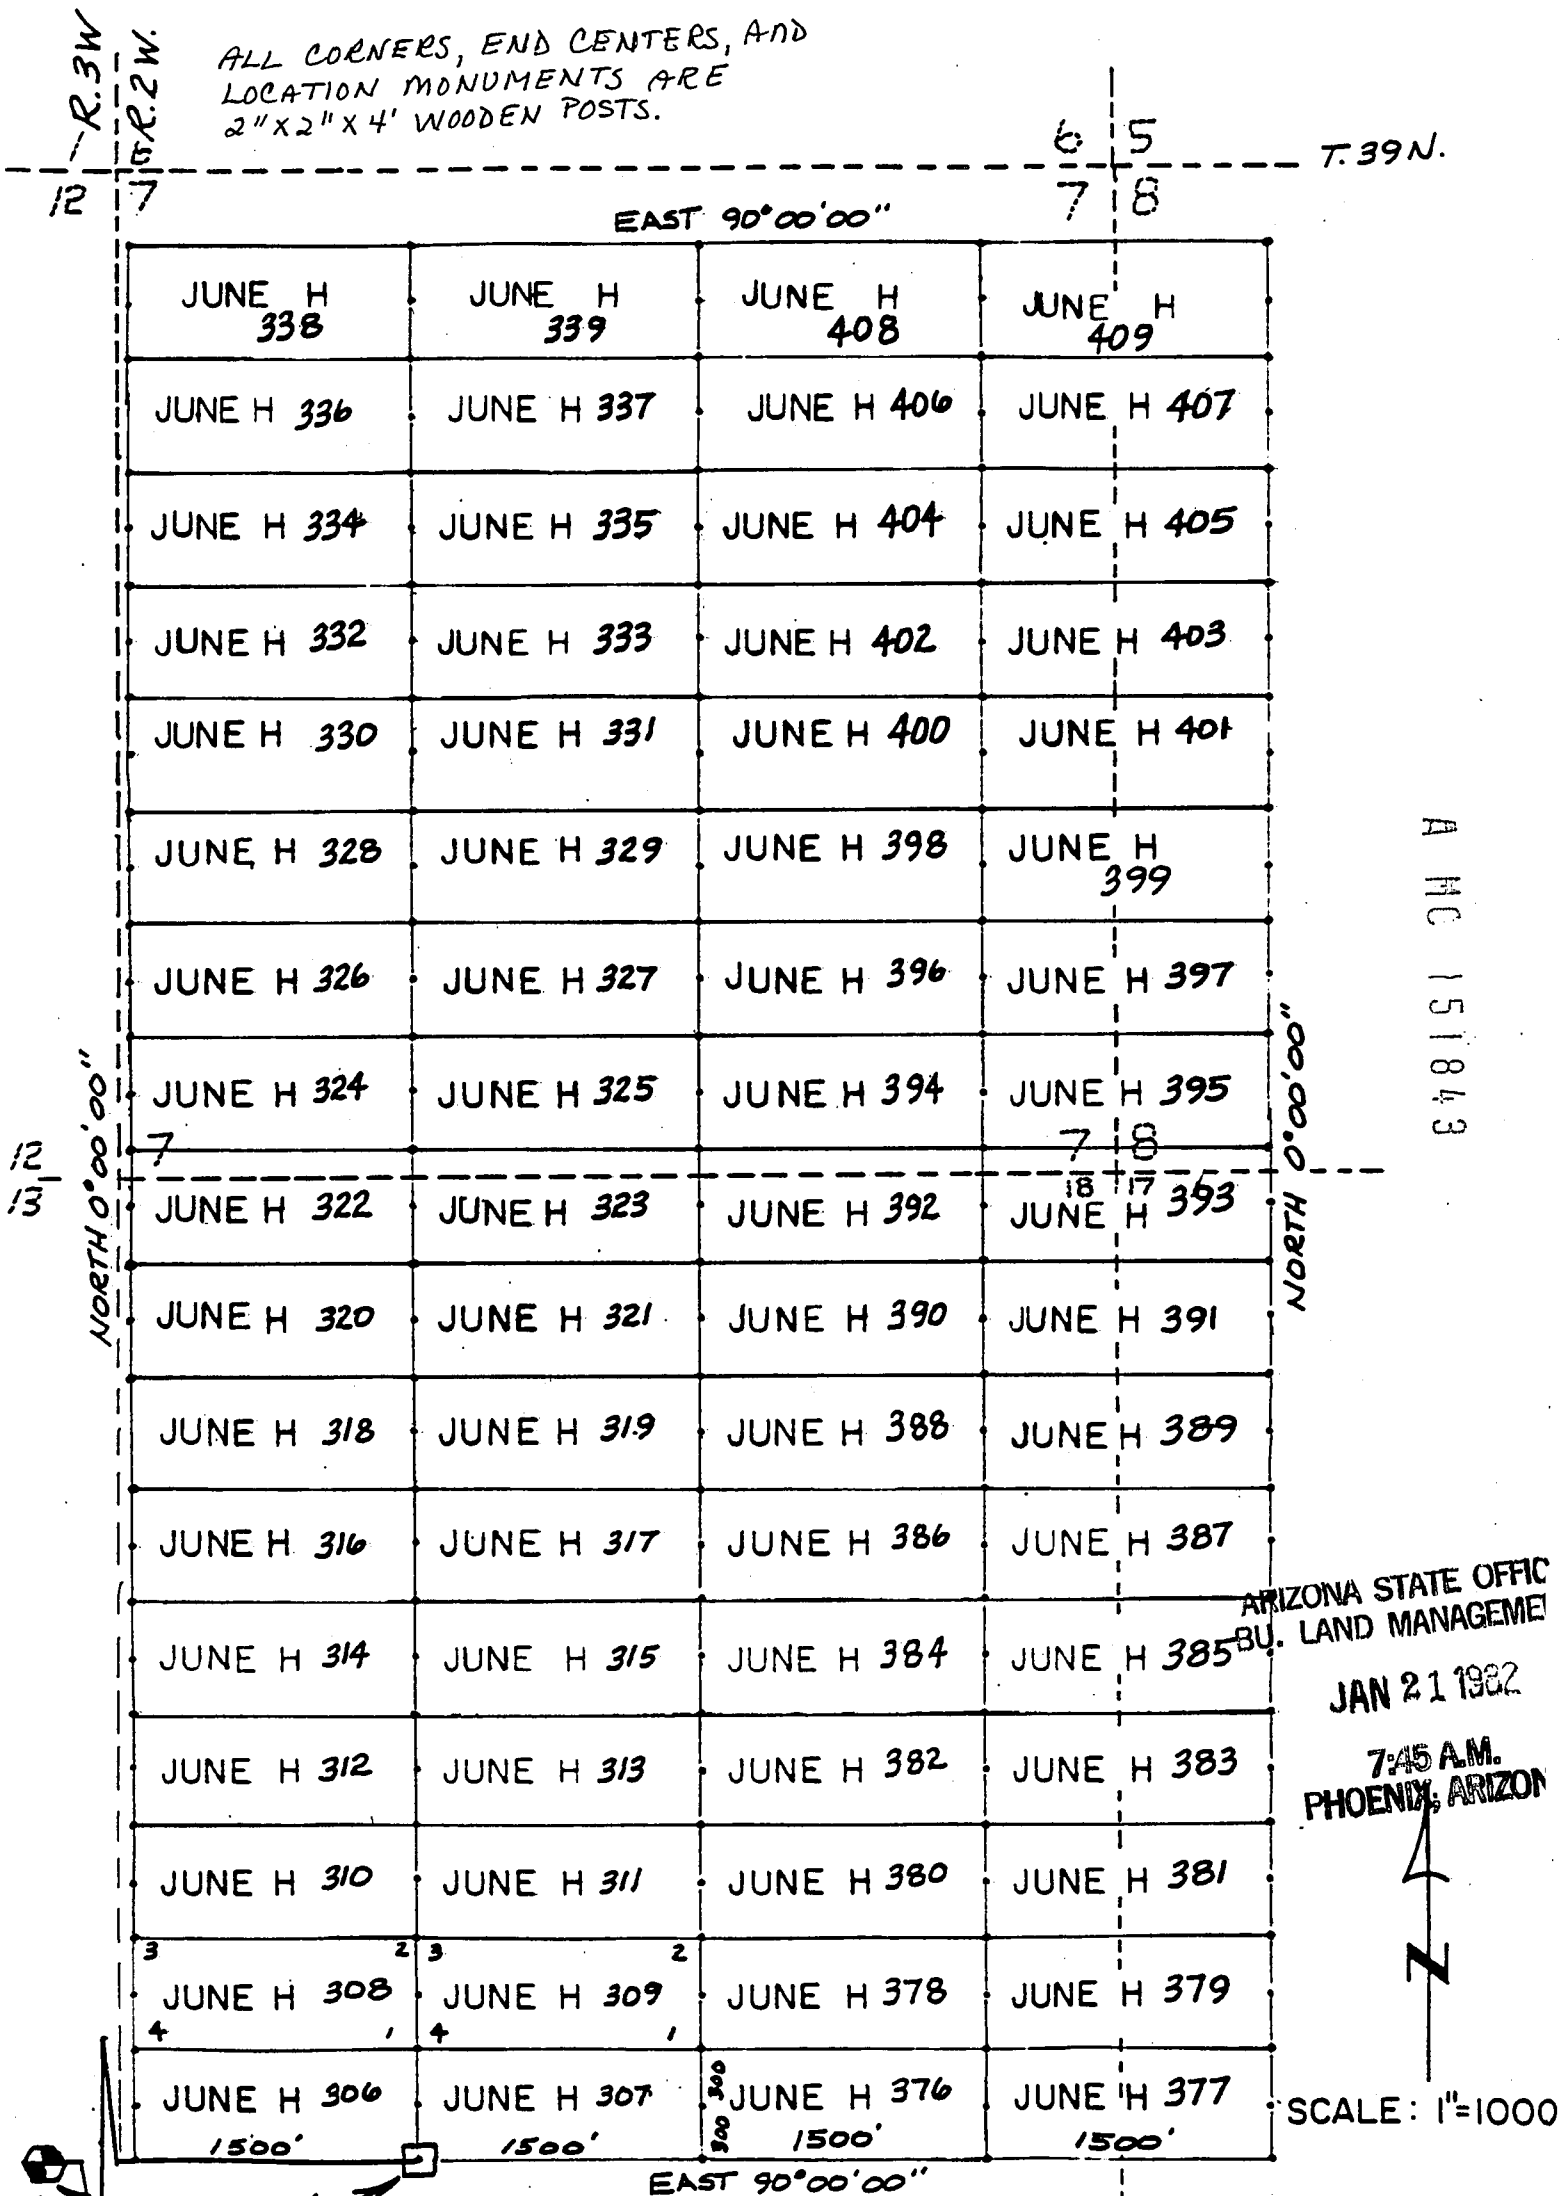 R.3W
R.2W.
ALL CORNERS, END CENTERS, AND
LOCATION MONUMENTS ARE
2"X2"X4' WOODEN POSTS.
6 5
T.39N.
12 7
7 8
EAST 90°00'00"
JUNE H 338
JUNE H 339
JUNE H 408
JUNE H 409
JUNE H 336
JUNE H 337
JUNE H 406
JUNE H 407
JUNE H 334
JUNE H 335
JUNE H 404
JUNE H 405
JUNE H 332
JUNE H 333
JUNE H 402
JUNE H 403
JUNE H 330
JUNE H 331
JUNE H 400
JUNE H 401
JUNE H 328
JUNE H 329
JUNE H 398
JUNE H 399
A MC 151843
JUNE H 326
JUNE H 327
JUNE H 396
JUNE H 397
NORTH 0°00'00"
NORTH 0°00'00"
JUNE H 324
JUNE H 325
JUNE H 394
JUNE H 395
12 7
7 8
13
18 17
JUNE H 322
JUNE H 323
JUNE H 392
JUNE H 393
JUNE H 320
JUNE H 321
JUNE H 390
JUNE H 391
JUNE H 318
JUNE H 319
JUNE H 388
JUNE H 389
JUNE H 316
JUNE H 317
JUNE H 386
JUNE H 387
ARIZONA STATE OFFIC
BU. LAND MANAGEME
JAN 21 1982
7:45 A.M.
PHOENIX, ARIZON
JUNE H 314
JUNE H 315
JUNE H 384
JUNE H 385
JUNE H 312
JUNE H 313
JUNE H 382
JUNE H 383
JUNE H 310
JUNE H 311
JUNE H 380
JUNE H 381
N
3 2 3 2
JUNE H 308
JUNE H 309
JUNE H 378
JUNE H 379
4 1 4 1
JUNE H 306
JUNE H 307
300
300
JUNE H 376
JUNE H 377
SCALE: 1"=1000
1500'
1500'
1500'
1500'
EAST 90°00'00"